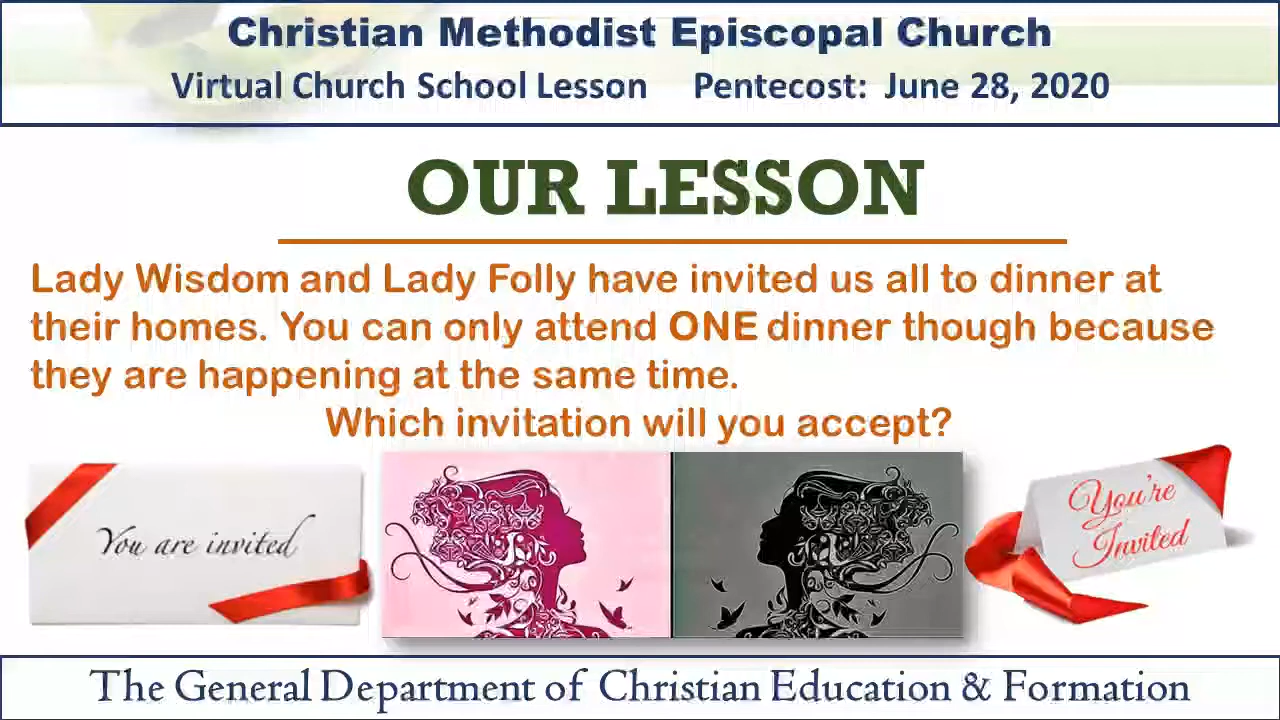 Christian Methodist Episcopal Church
Virtual Church School Lesson Pentecost: June 28, 2020
OUR LESSON
Lady Wisdom and Lady Folly have invited us all to dinner at
their homes. You can only attend ONE dinner though because
they are happening at the same time.
Which invitation will you accept?
You are invited
You're
Invited
The General Department of Christian Education & Formation